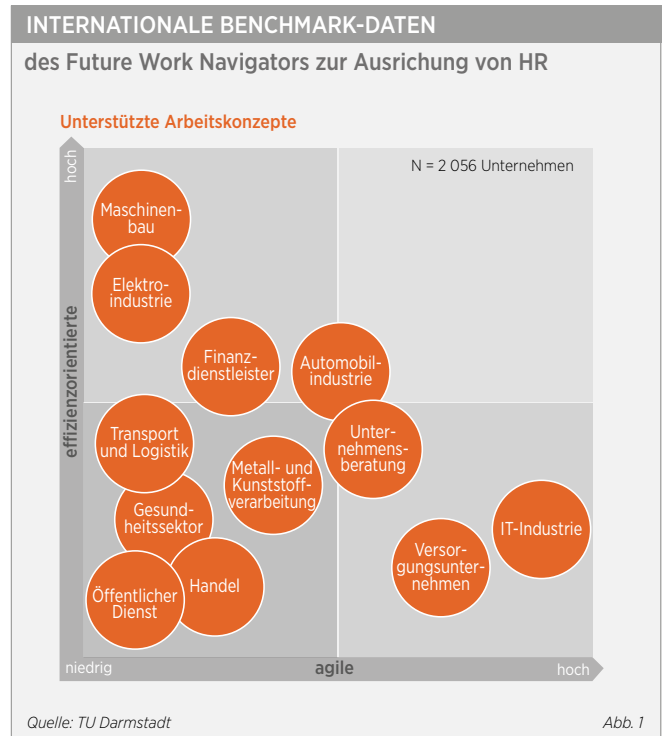 INTERNATIONALE BENCHMARK-DATEN
des Future Work Navigators zur Ausrichung von HR
Unterstützte Arbeitskonzepte
hoch
N = 2 056 Unternehmen
Maschinen-
bau
Elektro-
industrie
effizienzorientierte
Finanz-
dienstleister
Automobil-
industrie
Transport
und Logistik
Unter-
nehmens-
beratung
Metall- und
Kunststoff-
verarbeitung
Gesund-
heitssektor
IT-Industrie
Versor-
gungsunter-
nehmen
Öffentlicher
Dienst
Handel
niedrig
agile
hoch
Quelle: TU Darmstadt
Abb. 1